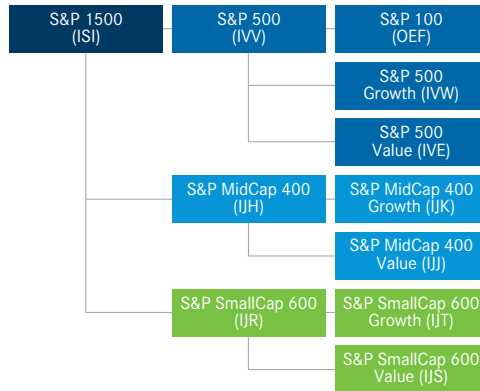 S&P 1500
(ISI)
S&P 500
(IVV)
S&P 100
(OEF)
S&P 500
Growth (IVW)
S&P 500
Value (IVE)
S&P MidCap 400
(IJH)
S&P MidCap 400
Growth (IJK)
S&P MidCap 400
Value (IJJ)
S&P SmallCap 600
(IJR)
S&P SmallCap 600
Growth (IJT)
S&P SmallCap 600
Value (IJS)